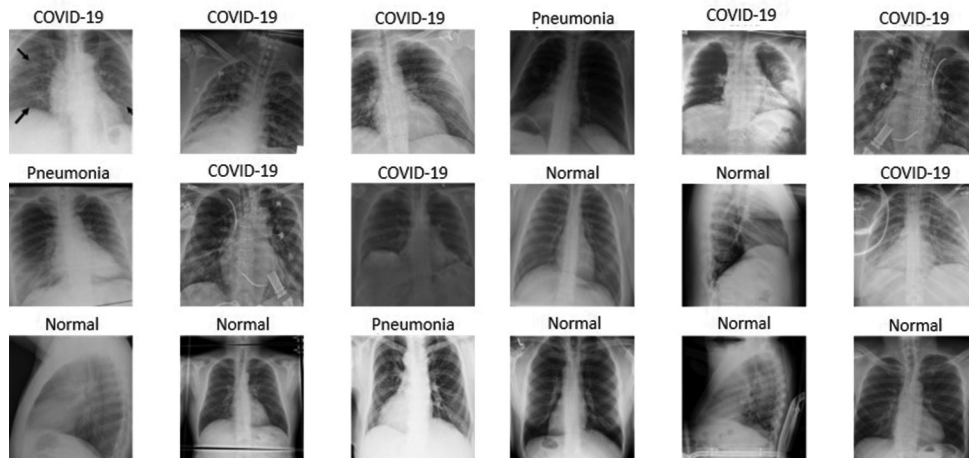 COVID-19 COVID-19 COVID-19 Pneumonia COVID-19 COVID-19
Pneumonia COVID-19 COVID-19 Normal Normal COVID-19
Normal Normal Pneumonia Normal Normal Normal